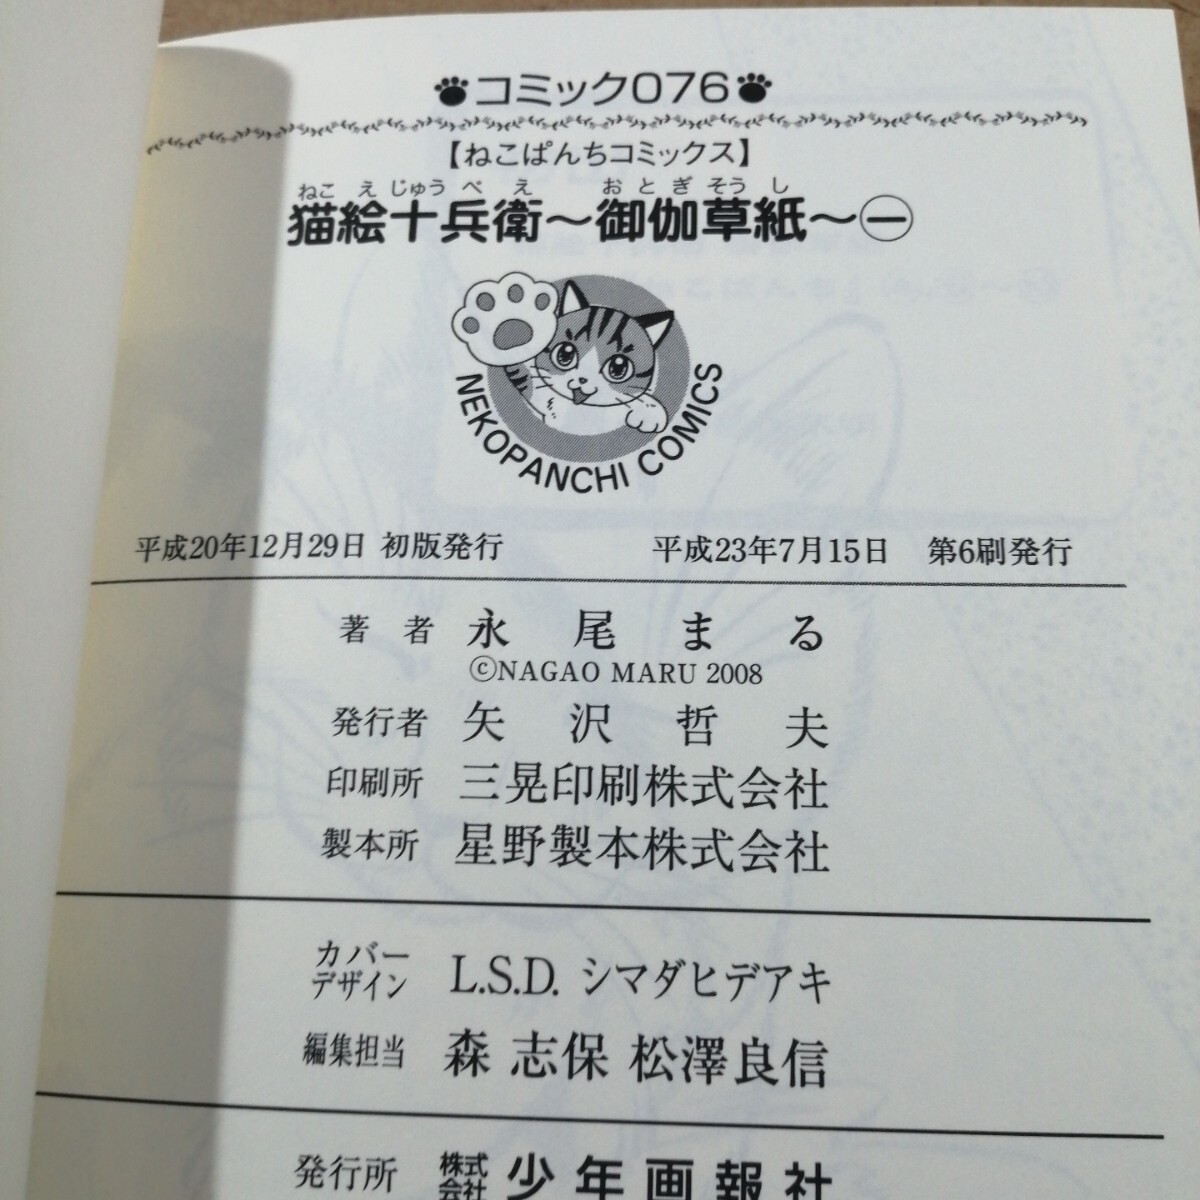 コミック076
【ねこぱんちコミックス】
ねこ え じゅう べ え おとぎ そう し
猫絵十兵衛～御伽草紙～㊀
NEKOPANCHI COMICS
平成20年12月29日 初版発行 平成23年7月15日 第6刷発行
著者 永尾まる
©NAGAO MARU 2008
発行者 矢沢哲夫
印刷所 三晃印刷株式会社
製本所 星野製本株式会社
カバーデザイン L.S.D. シマダヒデアキ
編集担当 森 志保 松澤良信
発行所 株式会社 少年画報社